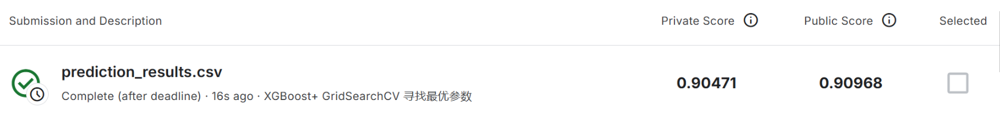 Submission and Description Private Score Public Score Selected
prediction_results.csv 0.90471 0.90968
Complete (after deadline) · 16s ago · XGBoost+ GridSearchCV 寻找最优参数